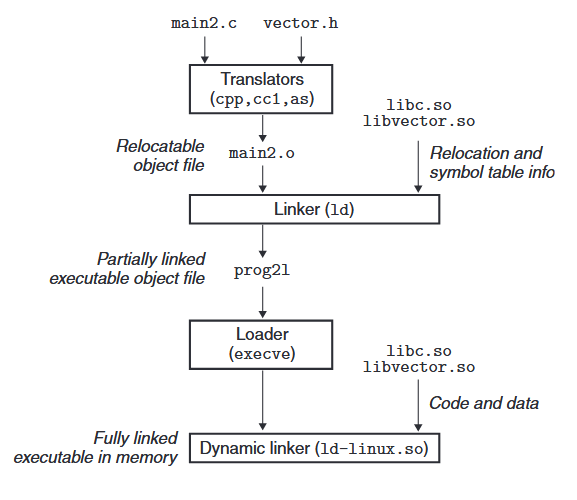 main2.c vector.h
Translators
(cpp,cc1,as)
libc.so
libvector.so
Relocatable
object file
main2.o
Relocation and
symbol table info
Linker (ld)
Partially linked
executable object file
prog2l
Loader
(execve)
libc.so
libvector.so
Code and data
Fully linked
executable in memory
Dynamic linker (ld-linux.so)